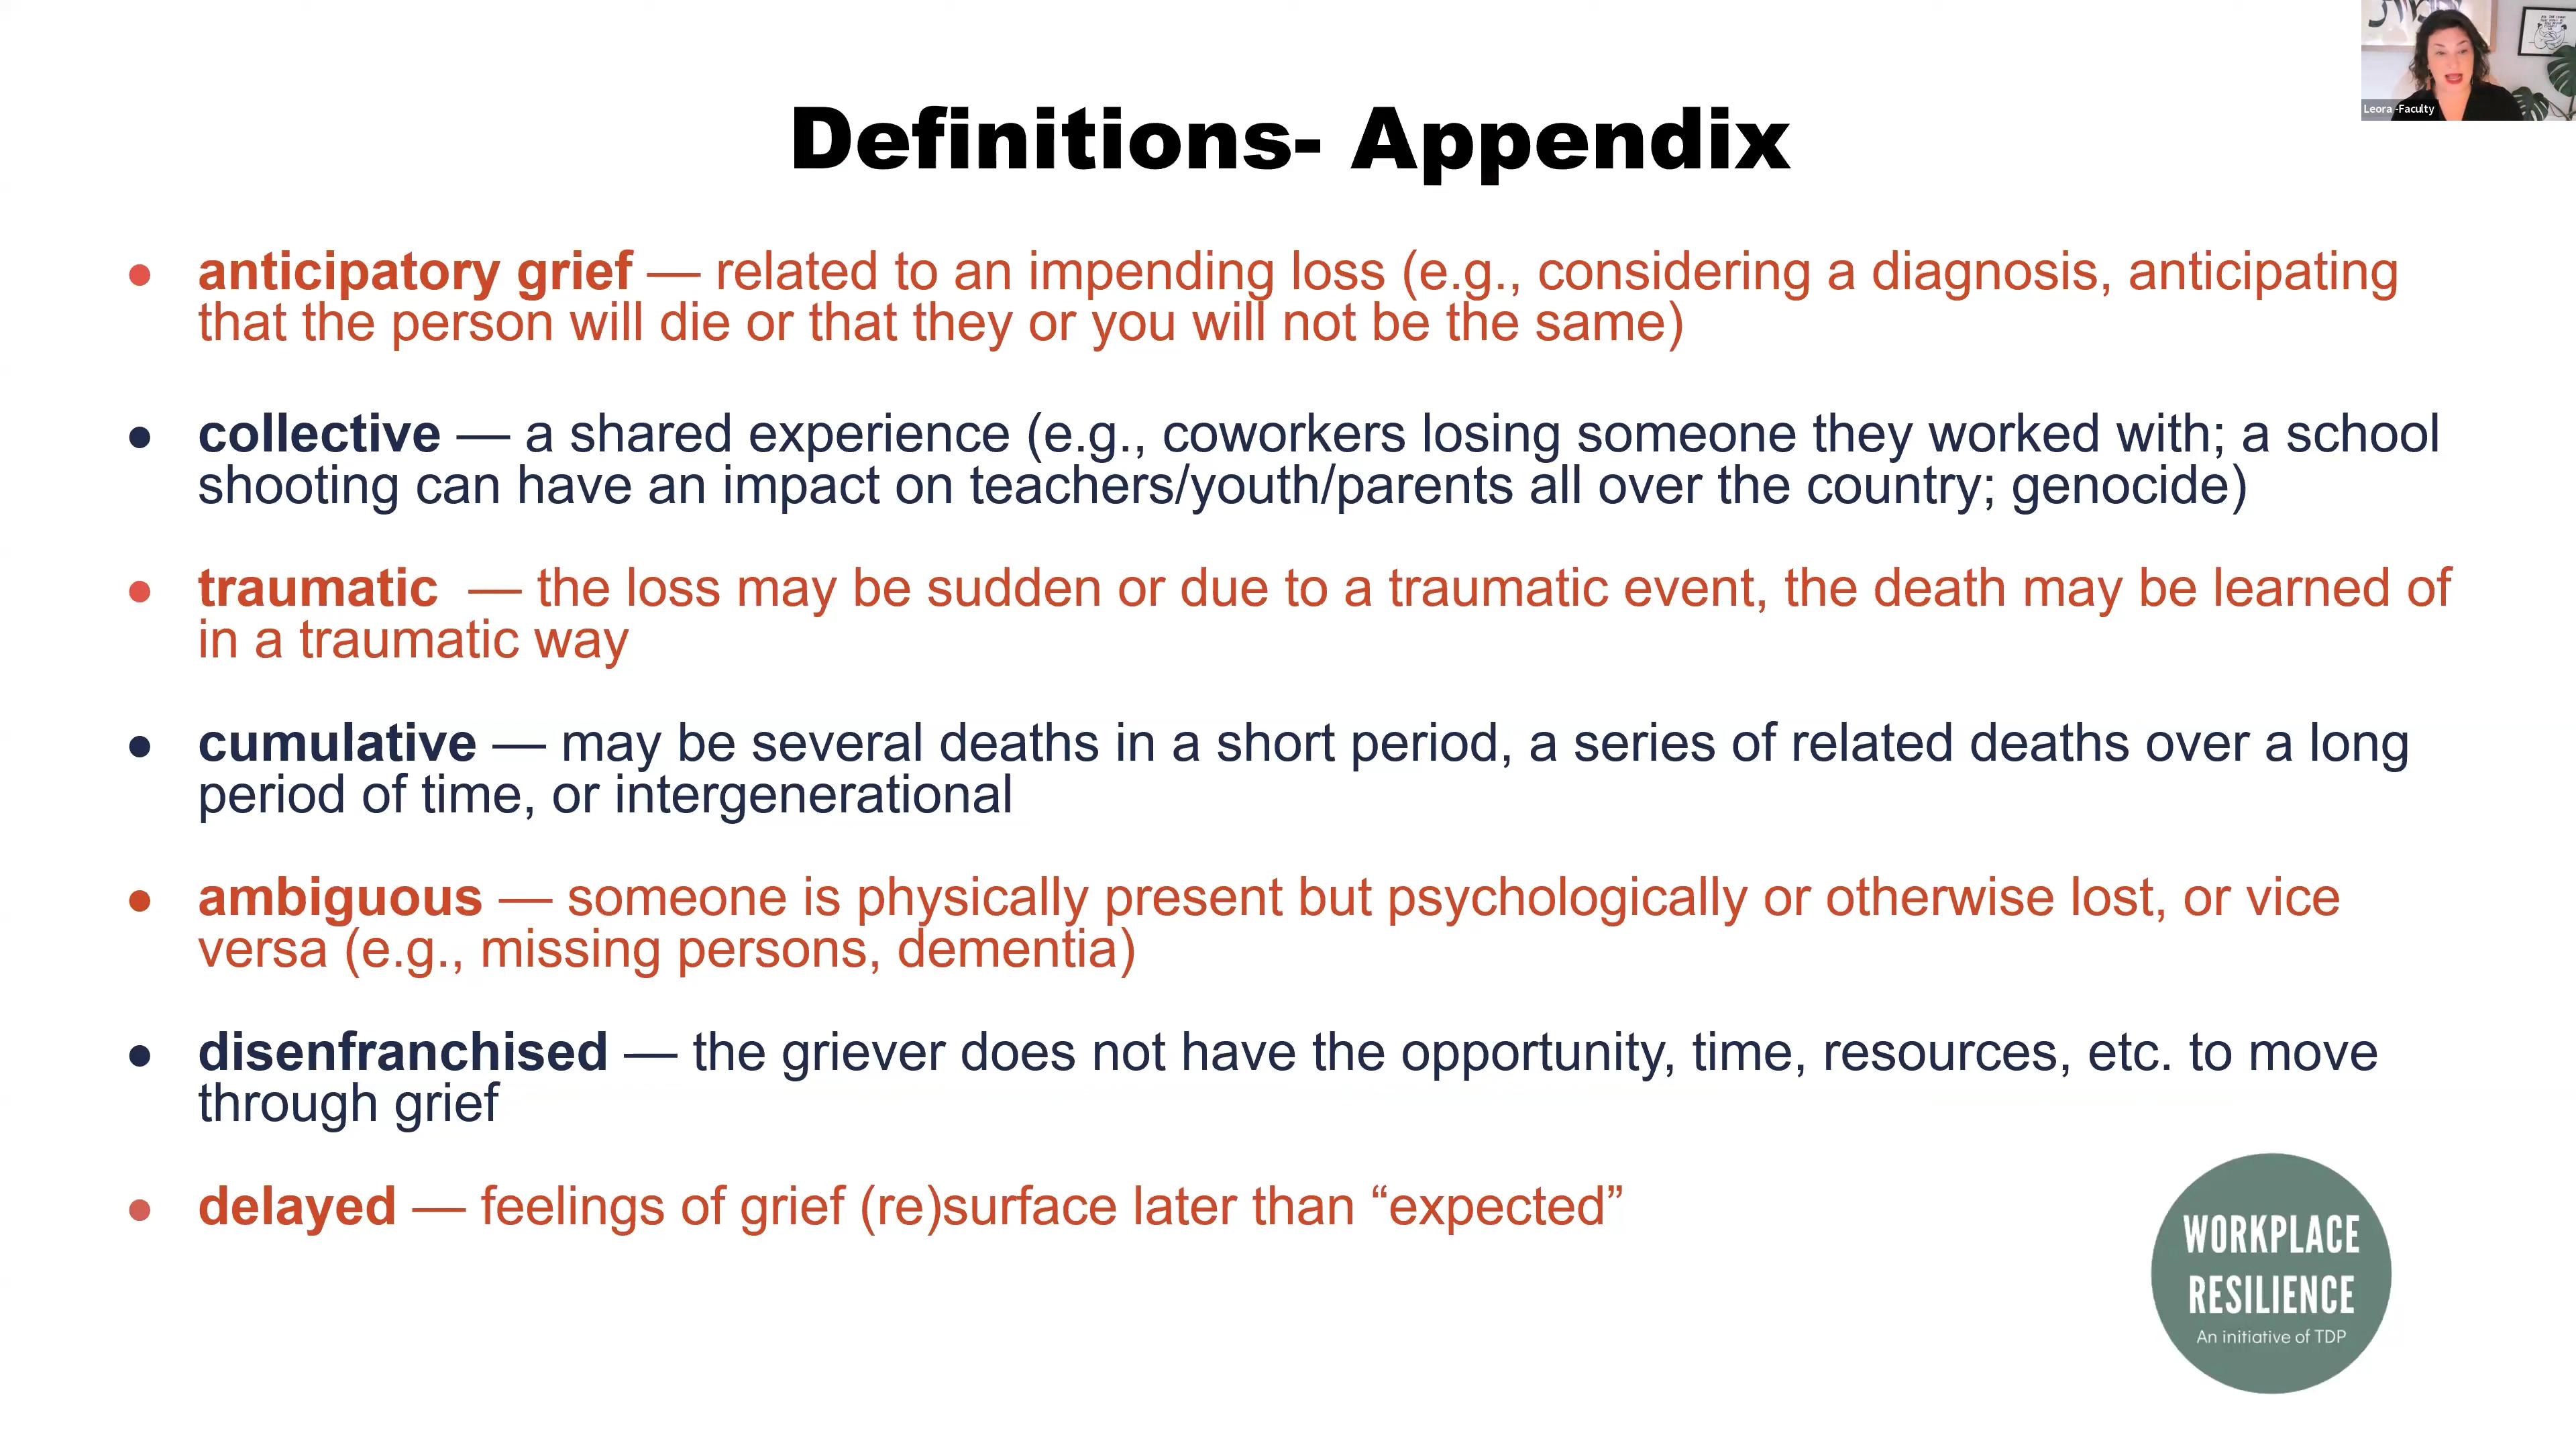 Leora -Faculty
Definitions- Appendix
● anticipatory grief — related to an impending loss (e.g., considering a diagnosis, anticipating
that the person will die or that they or you will not be the same)
● collective — a shared experience (e.g., coworkers losing someone they worked with; a school
shooting can have an impact on teachers/youth/parents all over the country; genocide)
● traumatic — the loss may be sudden or due to a traumatic event, the death may be learned of
in a traumatic way
● cumulative — may be several deaths in a short period, a series of related deaths over a long
period of time, or intergenerational
● ambiguous — someone is physically present but psychologically or otherwise lost, or vice
versa (e.g., missing persons, dementia)
● disenfranchised — the griever does not have the opportunity, time, resources, etc. to move
through grief
● delayed — feelings of grief (re)surface later than “expected”
WORKPLACE
RESILIENCE
An initiative of TDP